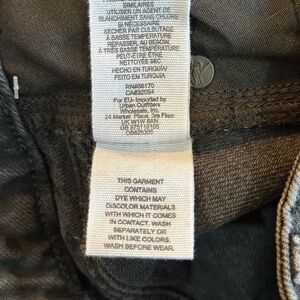 SIMILAIRES
UTILISER UN AGENT DE
BLANCHIMENT SANS CHLORE
SI NÉCESSAIRE
SÉCHER PAR CULBUTAGE
À BASSE TEMPÉRATURE
REPASSER, AU BESOIN,
À TRÈS BASSE TEMPÉRATURE
PEUT-ÊTRE ÊTRE
NETTOYÉE SEC
HECHO EN TURQUIA/
FEITO EM TURQUIA
RN#66170
CA#32054
For EU- Imported by
Urban Outfitters
Wholesale, Inc.
24 Market Place, 3rd Floor
UK W1W 8AN
THIS GARMENT
CONTAINS
DYE WHICH MAY
DISCOLOR MATERIALS
WITH WHICH IT COMES
IN CONTACT. WASH
SEPARATELY OR
WITH LIKE COLORS.
WASH BEFORE WEAR.